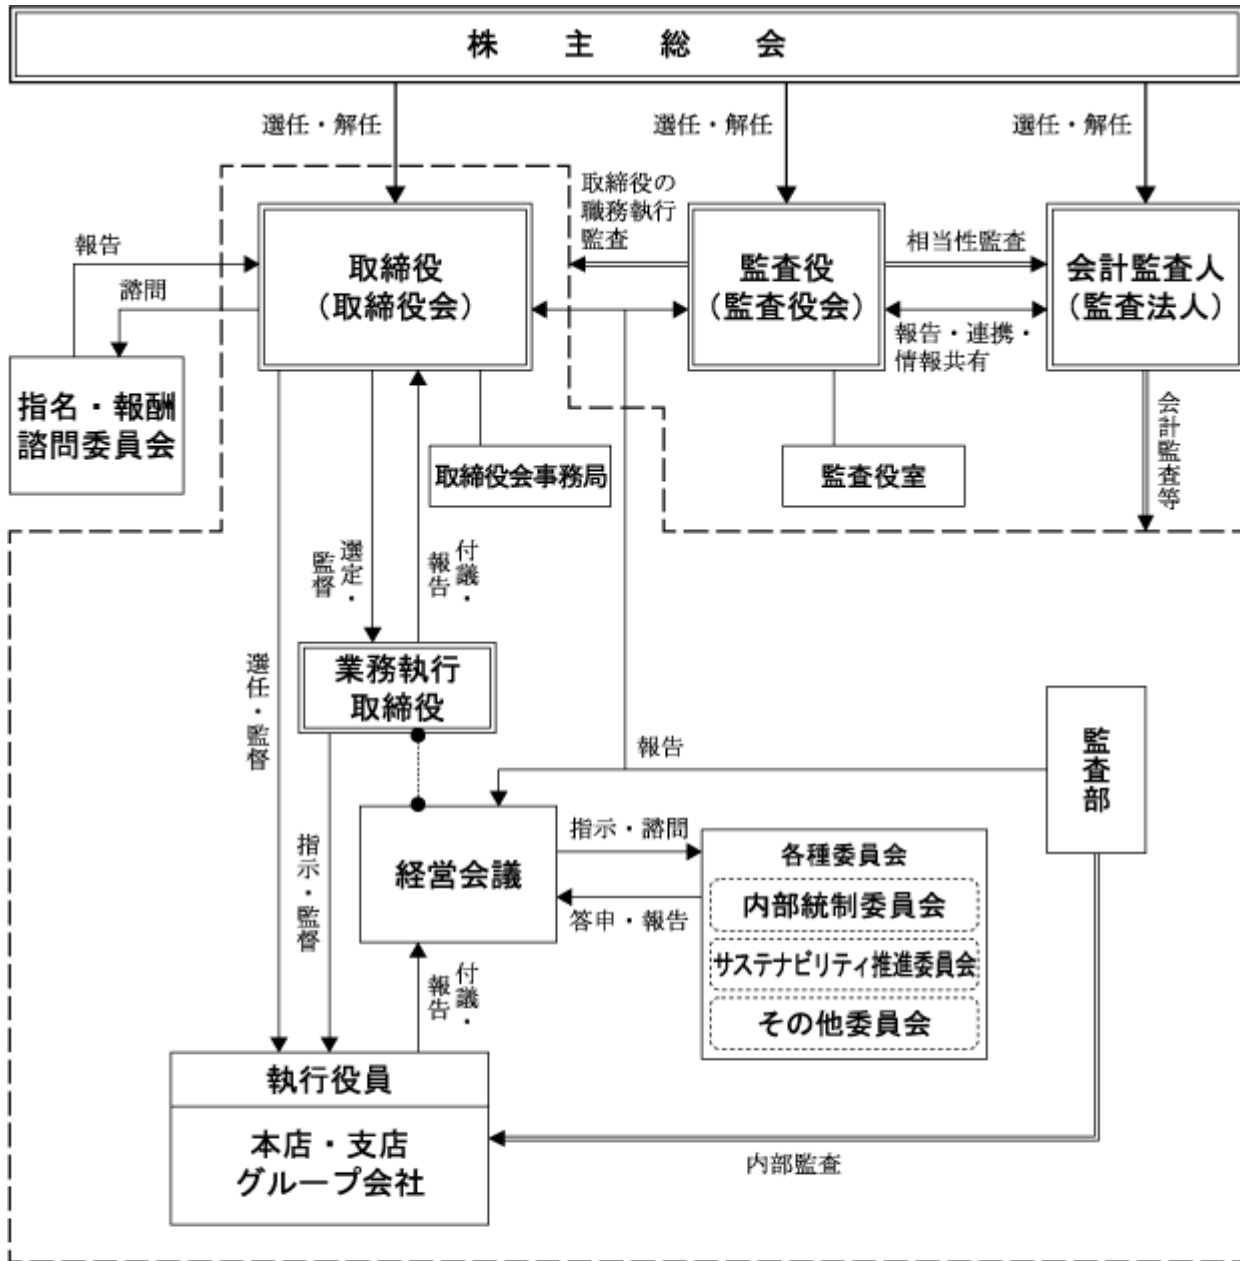 株主総会
選任・解任
選任・解任
選任・解任
取締役の
職務執行
監査
報告
諮問
取締役
（取締役会）
監査役
（監査役会）
相当性監査
報告・連携・
情報共有
会計監査人
（監査法人）
指名・報酬
諮問委員会
取締役会事務局
監査役室
会計監査等
選定・
監督
付議・
報告
選任・監督
業務執行
取締役
報告
監査部
指示・監督
経営会議
指示・諮問
答申・報告
各種委員会
内部統制委員会
サステナビリティ推進委員会
その他委員会
付議・
報告
執行役員
本店・支店
グループ会社
内部監査